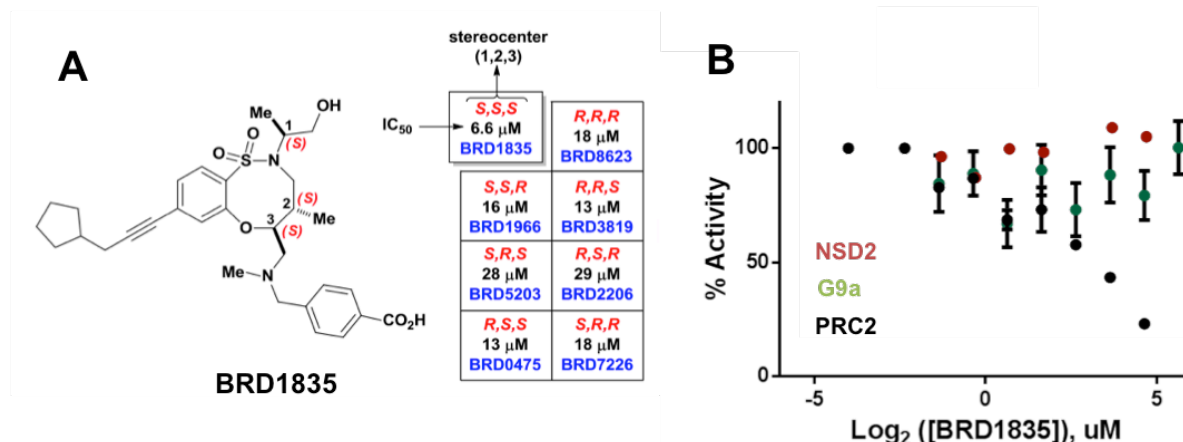 A
stereocenter
(1,2,3)
IC50
S,S,S
6.6 μM
BRD1835
R,R,R
18 μM
BRD8623
S,S,R
16 μM
BRD1966
R,R,S
13 μM
BRD3819
S,R,S
28 μM
BRD5203
R,S,R
29 μM
BRD2206
R,S,S
13 μM
BRD0475
S,R,R
18 μM
BRD7226
Me
OH
1
(S)
O
O
S
N
2
(S)
Me
O
3
(S)
Me
N
CO2H
BRD1835
B
% Activity
100
50
0
NSD2
G9a
PRC2
-5
0
5
Log2 ([BRD1835]), uM